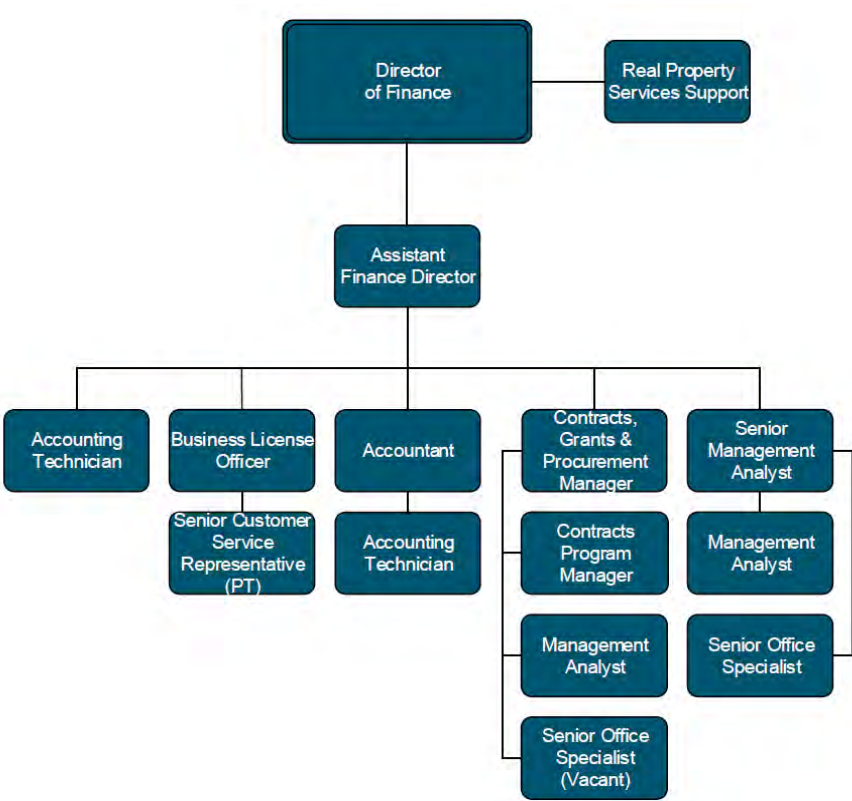 Director
of Finance
Real Property
Services Support
Assistant
Finance Director
Accounting
Technician
Business License
Officer
Accountant
Contracts,
Grants &
Procurement
Manager
Senior
Management
Analyst
Senior Customer
Service
Representative
(PT)
Accounting
Technician
Contracts
Program
Manager
Management
Analyst
Management
Analyst
Senior Office
Specialist
Senior Office
Specialist
(Vacant)